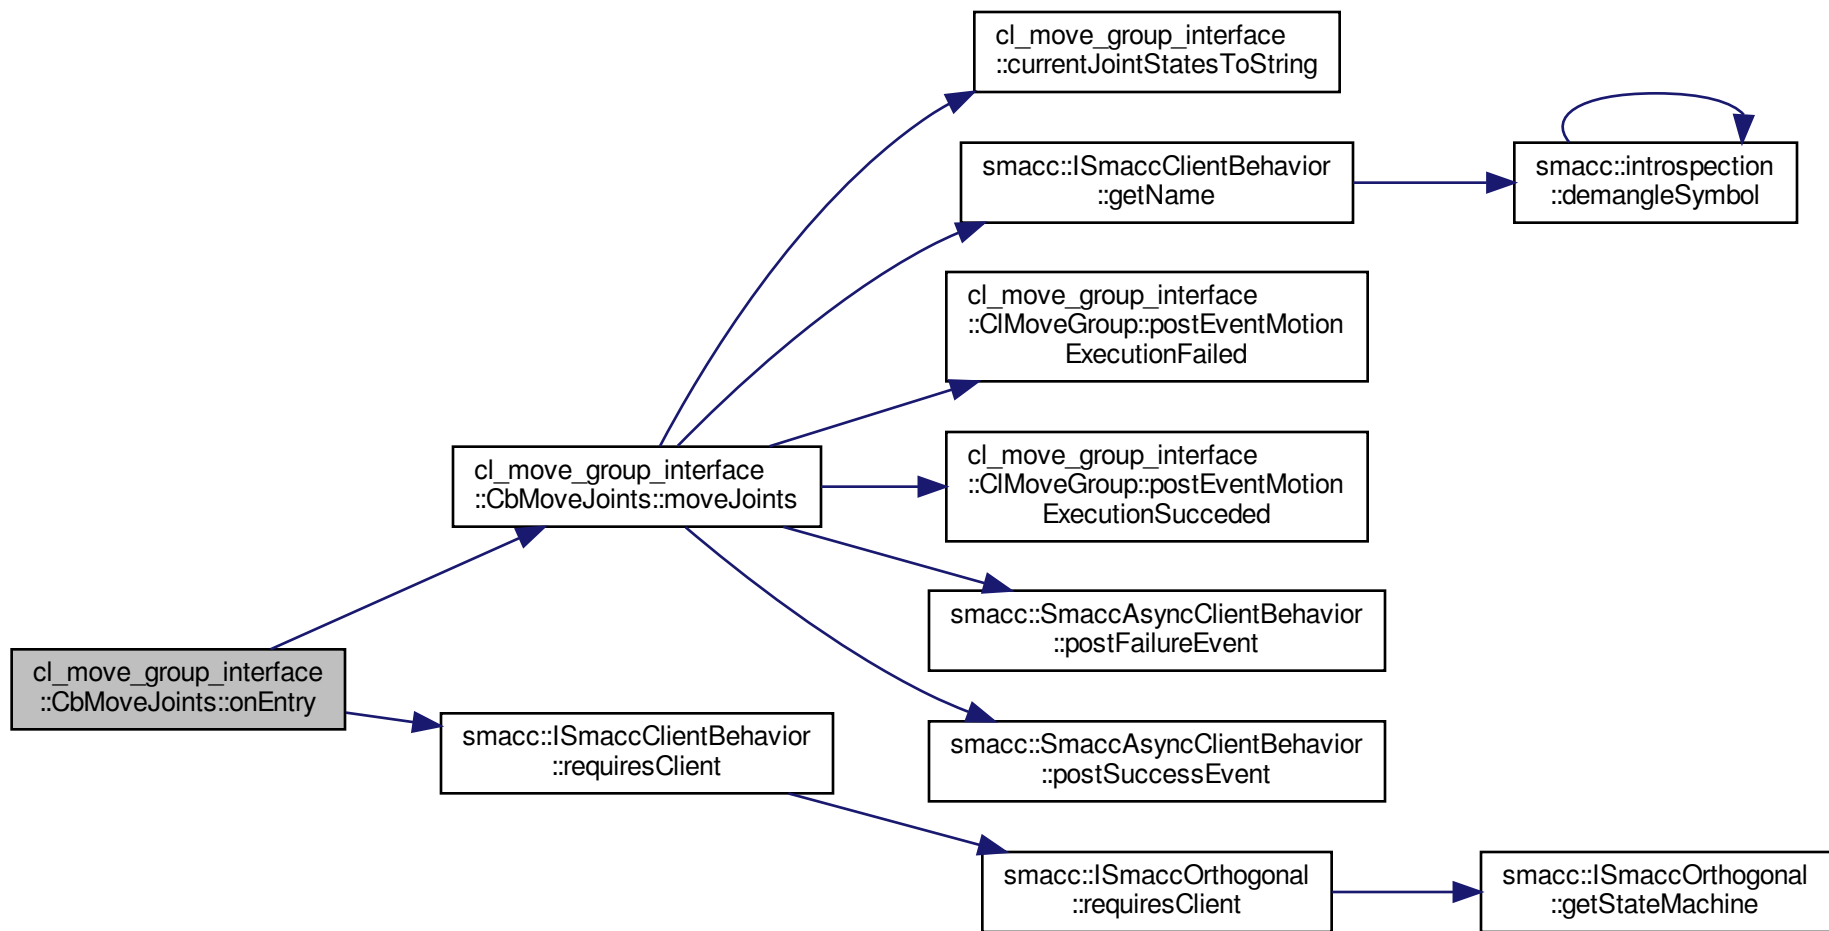 cl_move_group_interface
::currentJointStatesToString
smacc::ISmaccClientBehavior
::getName
smacc::introspection
::demangleSymbol
cl_move_group_interface
::ClMoveGroup::postEventMotion
ExecutionFailed
cl_move_group_interface
::CbMoveJoints::moveJoints
cl_move_group_interface
::ClMoveGroup::postEventMotion
ExecutionSucceded
smacc::SmaccAsyncClientBehavior
::postFailureEvent
cl_move_group_interface
::CbMoveJoints::onEntry
smacc::ISmaccClientBehavior
::requiresClient
smacc::SmaccAsyncClientBehavior
::postSuccessEvent
smacc::ISmaccOrthogonal
::requiresClient
smacc::ISmaccOrthogonal
::getStateMachine